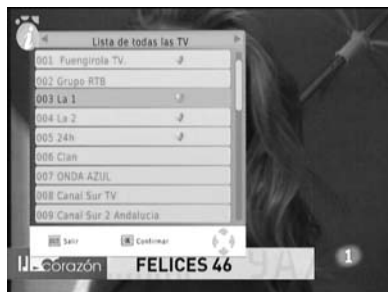 Lista de todas las TV
001 Fuengirola TV.
002 Grupo RTB
003 La 1
004 La 2
005 24h
006 Clan
007 ONDA AZUL
008 Canal Sur TV
009 Canal Sur 2 Andalucia
Salir
Confirmar
corazón
FELICES 46
1